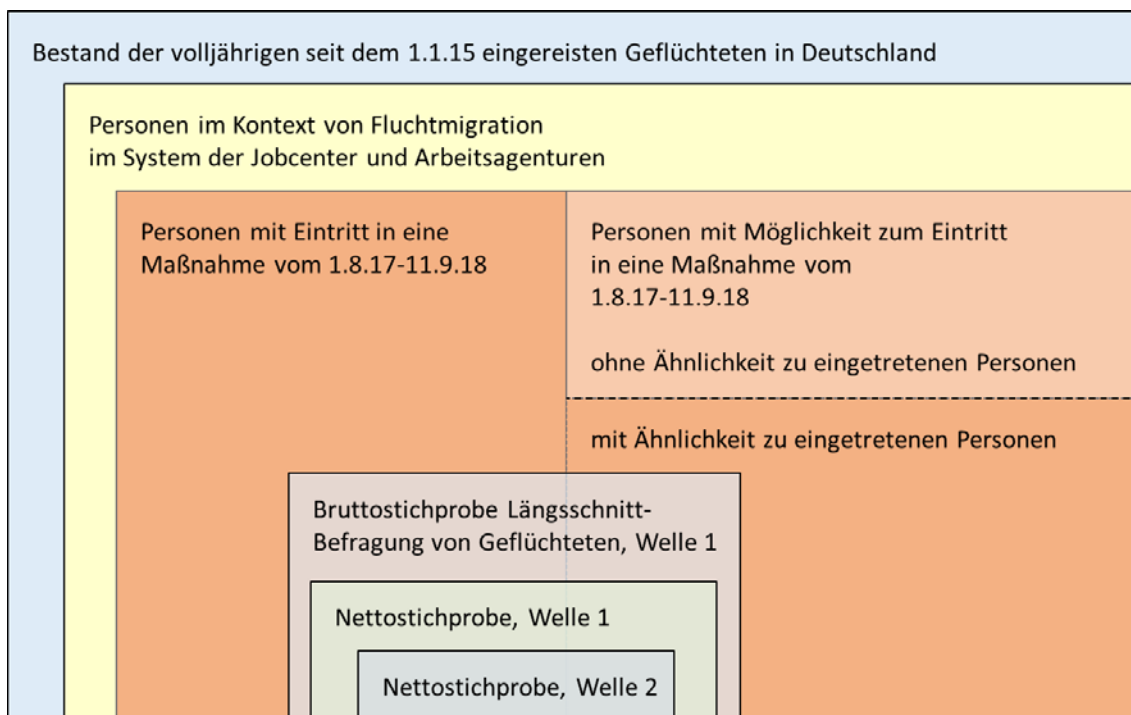 Bestand der volljährigen seit dem 1.1.15 eingereisten Geflüchteten in Deutschland
Personen im Kontext von Fluchtmigration
im System der Jobcenter und Arbeitsagenturen
Personen mit Eintritt in eine
Maßnahme vom 1.8.17-11.9.18
Personen mit Möglichkeit zum Eintritt
in eine Maßnahme vom
1.8.17-11.9.18
ohne Ähnlichkeit zu eingetretenen Personen
mit Ähnlichkeit zu eingetretenen Personen
Bruttostichprobe Längsschnitt-
Befragung von Geflüchteten, Welle 1
Nettostichprobe, Welle 1
Nettostichprobe, Welle 2